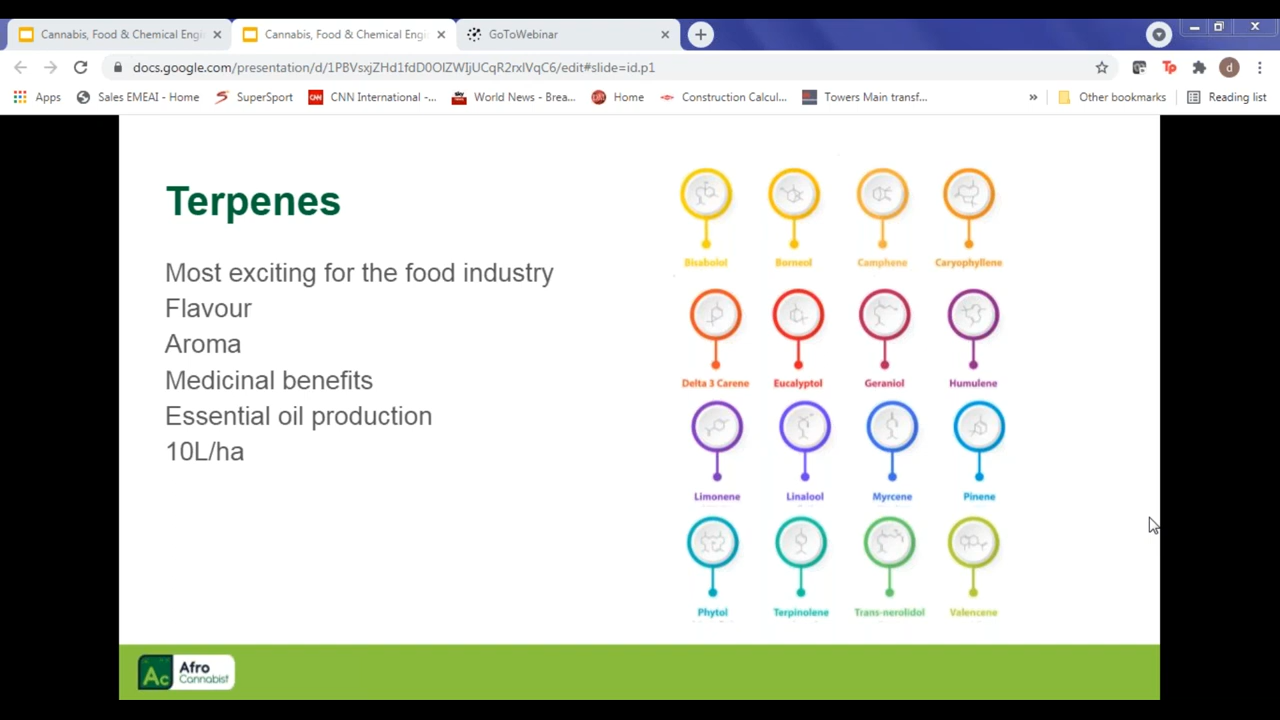 Cannabis, Food & Chemical Engi
Cannabis, Food & Chemical Engi
GoToWebinar
docs.google.com/presentation/d/1PBVsxjZHd1fdD0OlZWIjUCqR2rxlVqC6/edit#slide=id.p1
Apps
Sales EMEAI - Home
SuperSport
CNN International -...
World News - Brea...
Home
Construction Calcul...
Towers Main transf...
»
Other bookmarks
Reading list
Terpenes
Most exciting for the food industry
Flavour
Aroma
Medicinal benefits
Essential oil production
10L/ha
Bisabolol Borneol Camphene Caryophyllene
Delta 3 Carene Eucalyptol Geraniol Humulene
Limonene Linalool Myrcene Pinene
Phytol Terpinolene Trans-nerolidol Valencene
Ac Afro
Cannabist